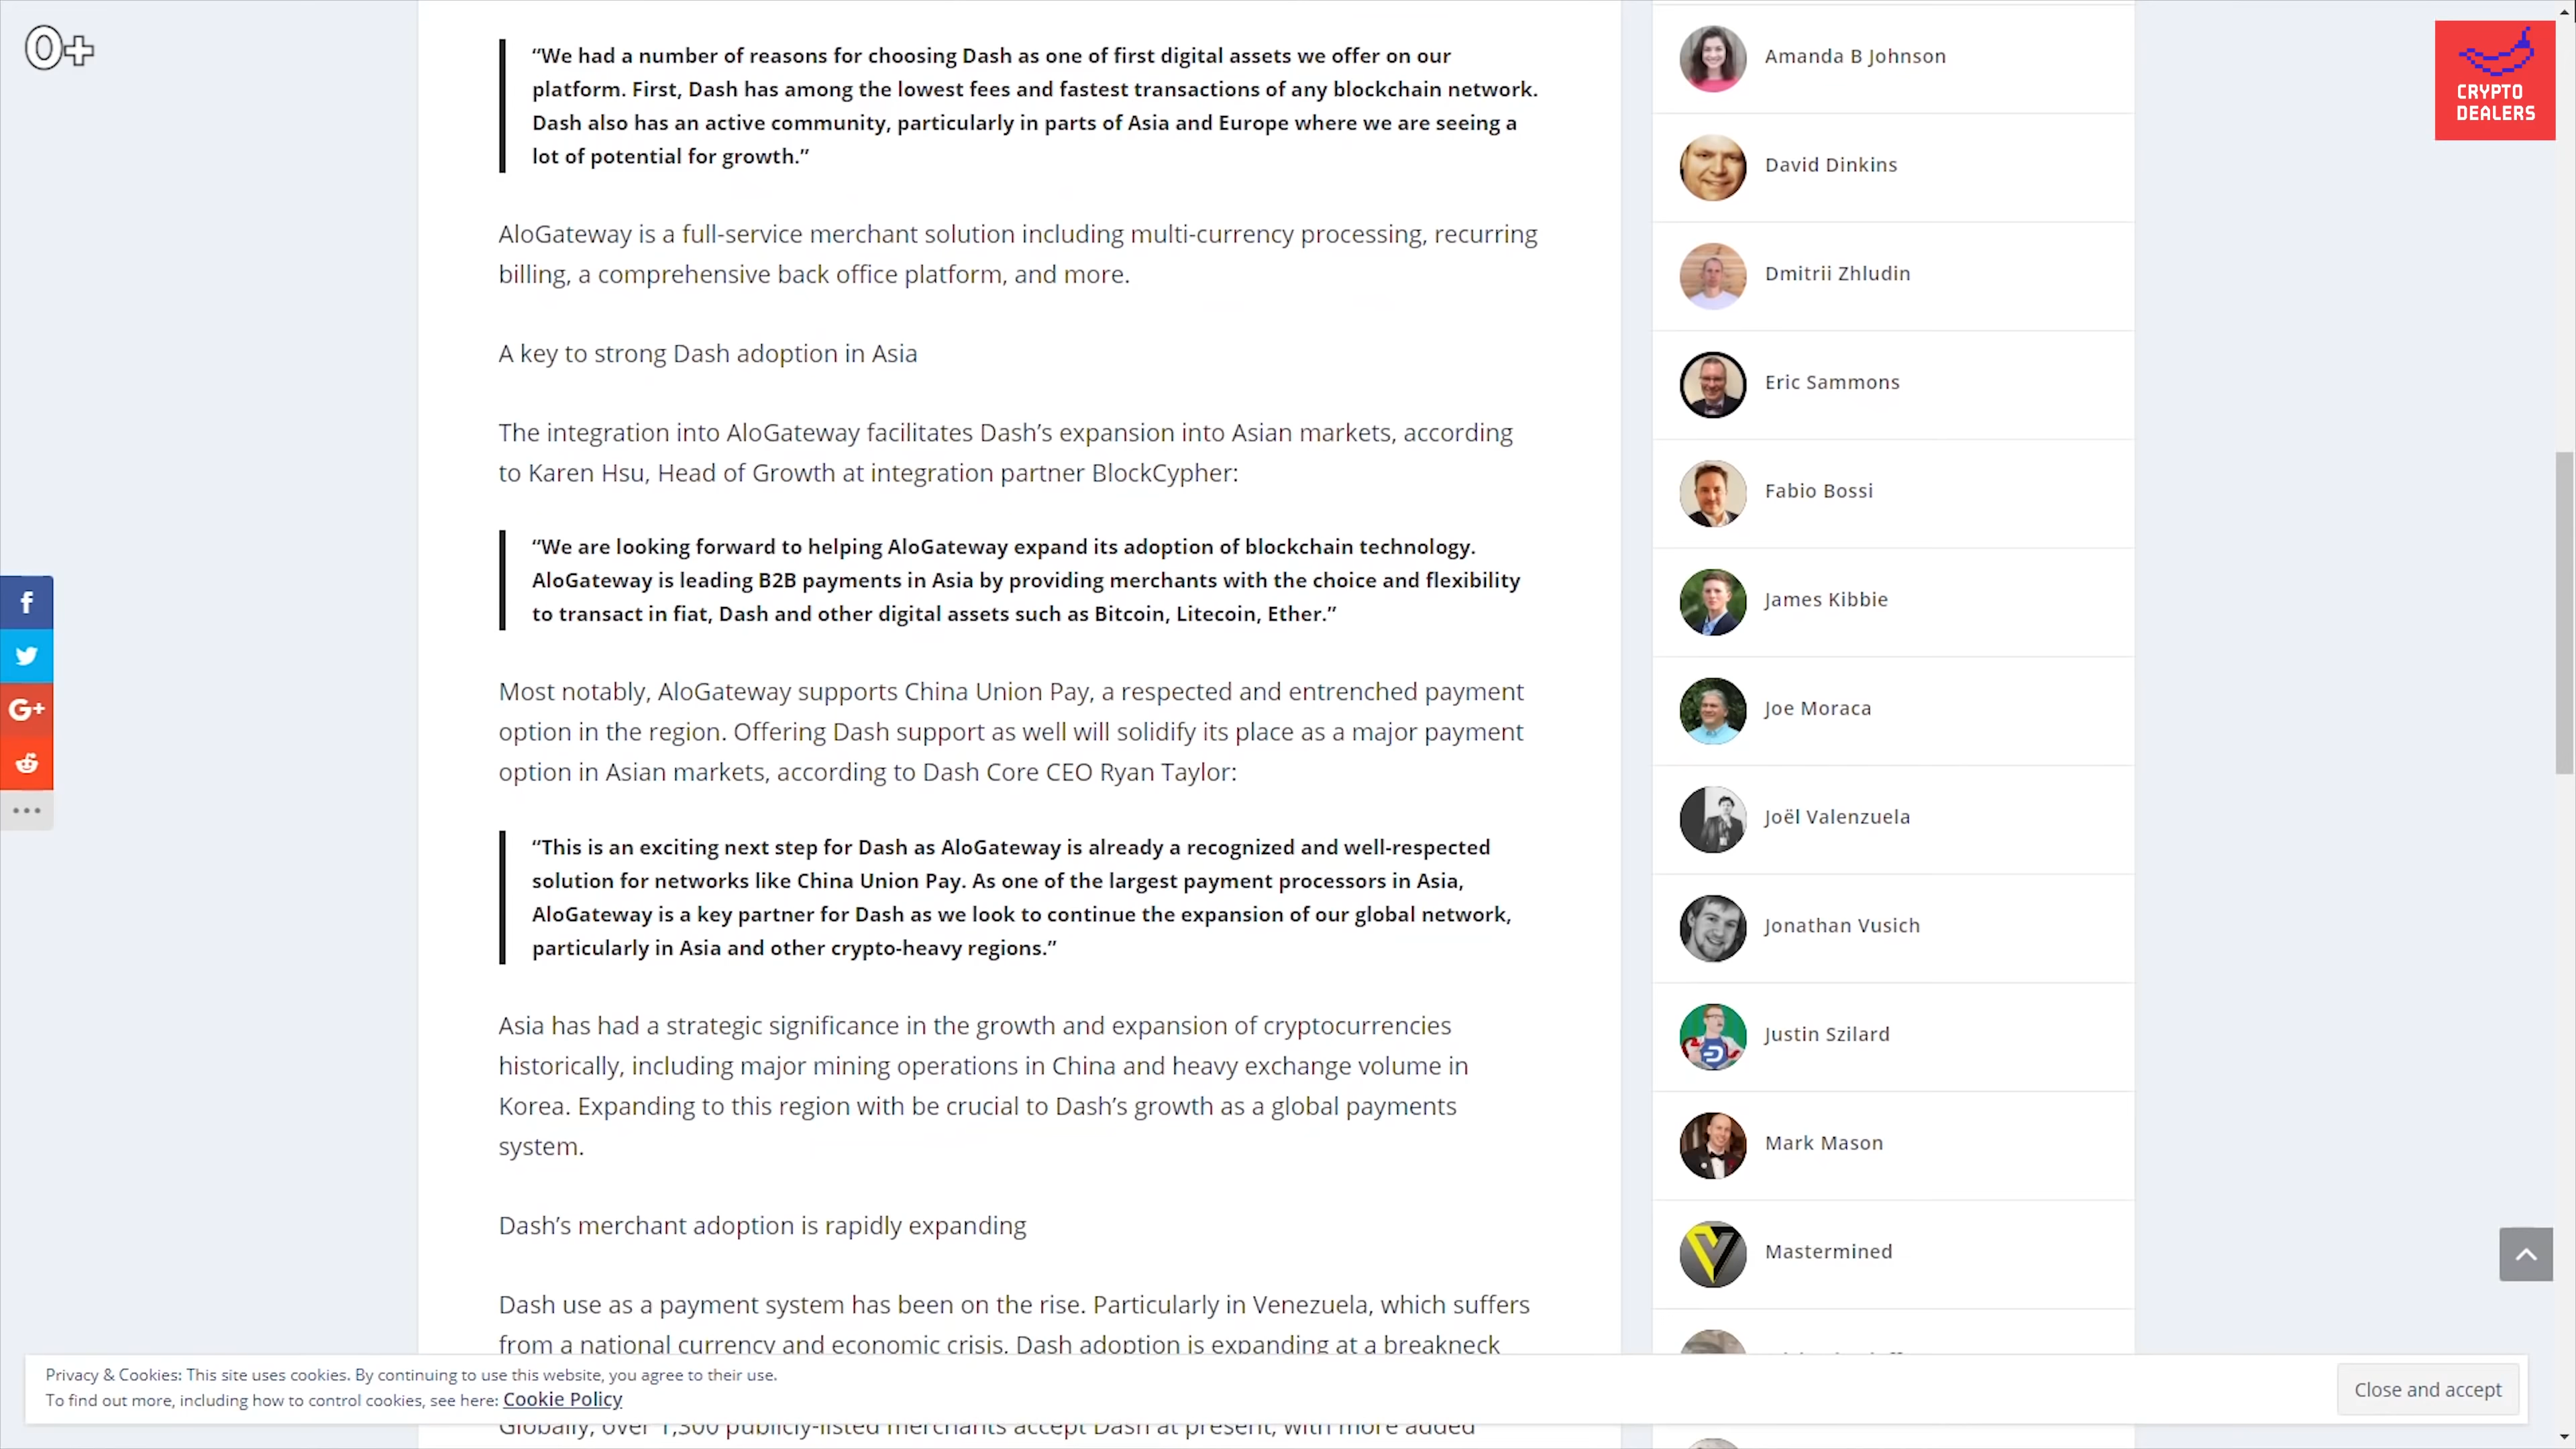 0+
“We had a number of reasons for choosing Dash as one of first digital assets we offer on our
platform. First, Dash has among the lowest fees and fastest transactions of any blockchain network.
Dash also has an active community, particularly in parts of Asia and Europe where we are seeing a
lot of potential for growth.”
AloGateway is a full-service merchant solution including multi-currency processing, recurring
billing, a comprehensive back office platform, and more.
A key to strong Dash adoption in Asia
The integration into AloGateway facilitates Dash’s expansion into Asian markets, according
to Karen Hsu, Head of Growth at integration partner BlockCypher:
“We are looking forward to helping AloGateway expand its adoption of blockchain technology.
AloGateway is leading B2B payments in Asia by providing merchants with the choice and flexibility
to transact in fiat, Dash and other digital assets such as Bitcoin, Litecoin, Ether.”
Most notably, AloGateway supports China Union Pay, a respected and entrenched payment
option in the region. Offering Dash support as well will solidify its place as a major payment
option in Asian markets, according to Dash Core CEO Ryan Taylor:
“This is an exciting next step for Dash as AloGateway is already a recognized and well-respected
solution for networks like China Union Pay. As one of the largest payment processors in Asia,
AloGateway is a key partner for Dash as we look to continue the expansion of our global network,
particularly in Asia and other crypto-heavy regions.”
Asia has had a strategic significance in the growth and expansion of cryptocurrencies
historically, including major mining operations in China and heavy exchange volume in
Korea. Expanding to this region with be crucial to Dash’s growth as a global payments
system.
Dash’s merchant adoption is rapidly expanding
Dash use as a payment system has been on the rise. Particularly in Venezuela, which suffers
from a national currency and economic crisis, Dash adoption is expanding at a breakneck
Globally, over 1,300 publicly-listed merchants accept Dash at present, with more added
Amanda B Johnson
David Dinkins
Dmitrii Zhludin
Eric Sammons
Fabio Bossi
James Kibbie
Joe Moraca
Joël Valenzuela
Jonathan Vusich
Justin Szilard
Mark Mason
Mastermined
CRYPTO
DEALERS
f
G+
Privacy & Cookies: This site uses cookies. By continuing to use this website, you agree to their use.
To find out more, including how to control cookies, see here: Cookie Policy
Close and accept